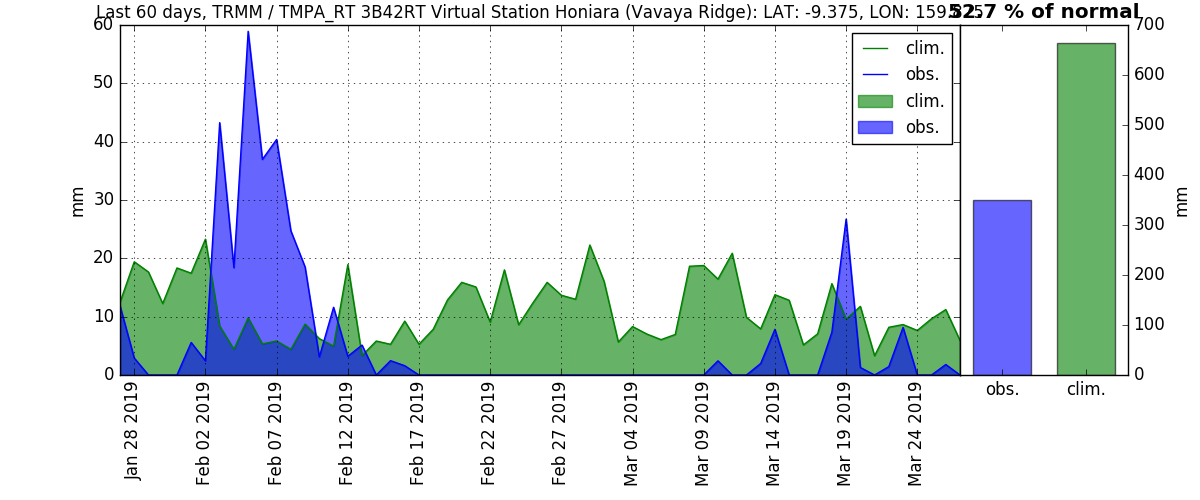 Last 60 days, TRMM / TMPA_RT 3B42RT Virtual Station Honiara (Vavaya Ridge): LAT: -9.375, LON:
52.7 % of normal
60
50
40
30
20
10
0
mm
clim.
obs.
clim.
obs.
700
600
500
400
300
200
100
0
mm
obs.
clim.
Jan 28 2019
Feb 02 2019
Feb 07 2019
Feb 12 2019
Feb 17 2019
Feb 22 2019
Feb 27 2019
Mar 04 2019
Mar 09 2019
Mar 14 2019
Mar 19 2019
Mar 24 2019